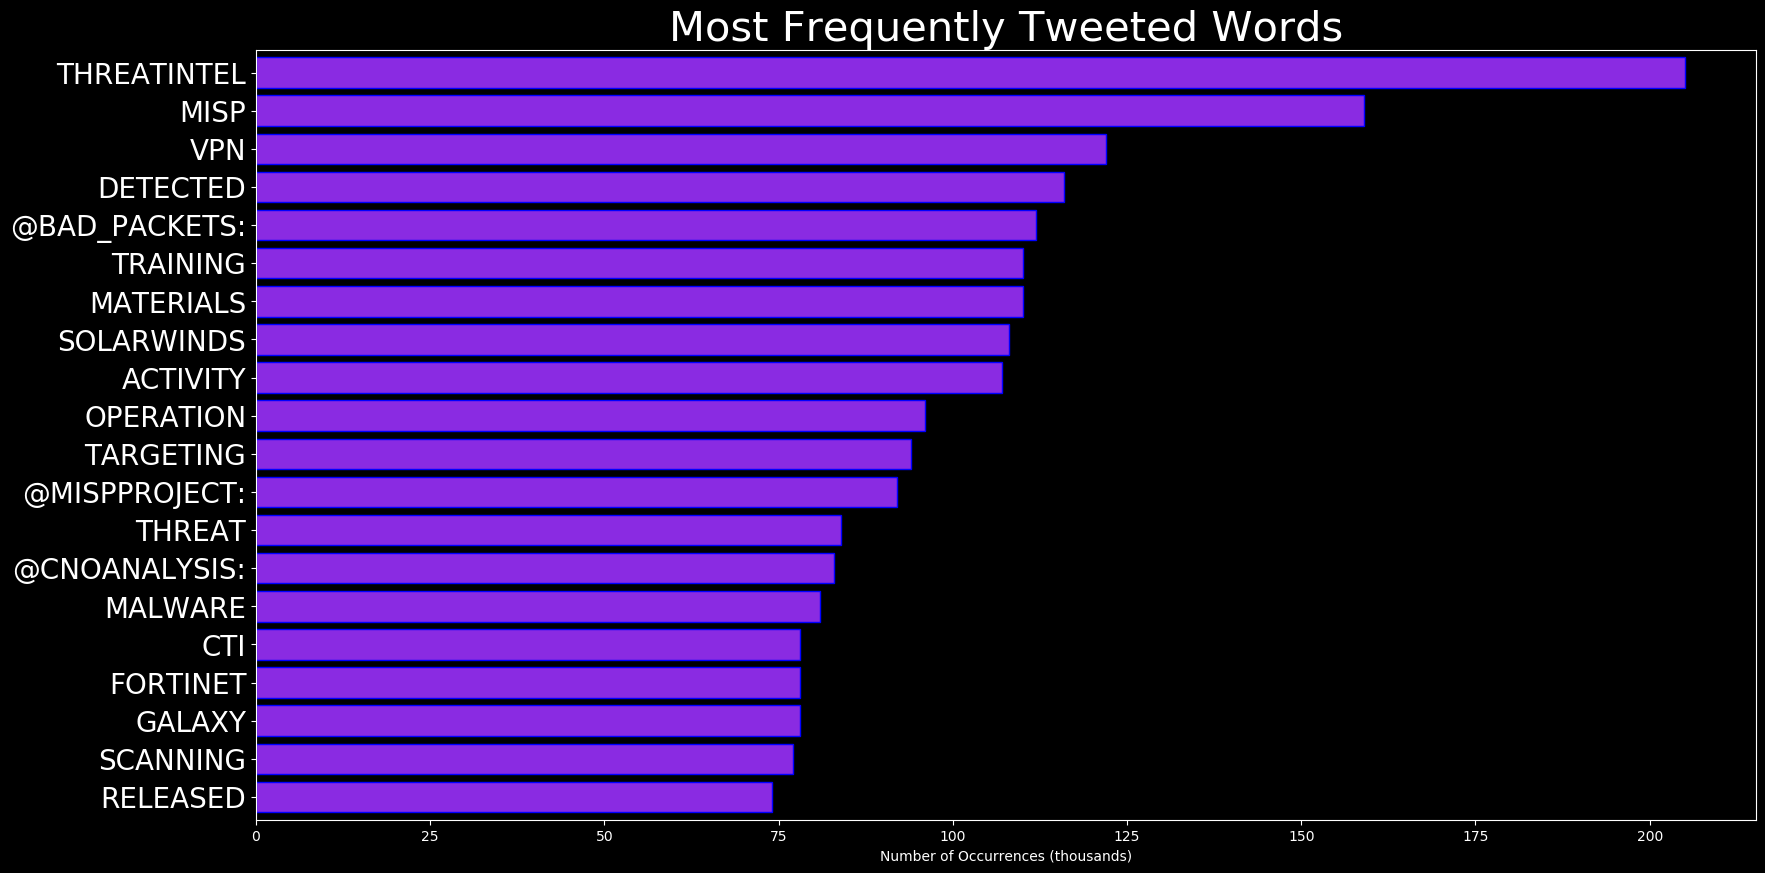 Most Frequently Tweeted Words
THREATINTEL
MISP
VPN
DETECTED
@BAD_PACKETS:
TRAINING
MATERIALS
SOLARWINDS
ACTIVITY
OPERATION
TARGETING
@MISPPROJECT:
THREAT
@CNOANALYSIS:
MALWARE
CTI
FORTINET
GALAXY
SCANNING
RELEASED
0 25 50 75 100 125 150 175 200
Number of Occurrences (thousands)